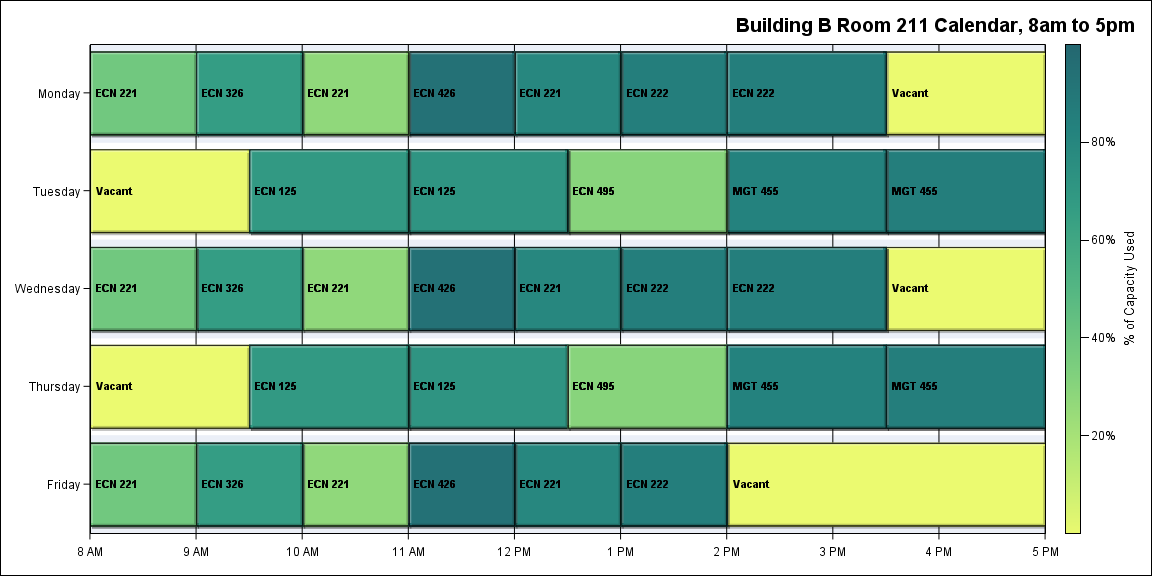 Building B Room 211 Calendar, 8am to 5pm
Monday ECN 221 ECN 326 ECN 221 ECN 426 ECN 221 ECN 222 ECN 222 Vacant
80%
Tuesday Vacant ECN 125 ECN 125 ECN 495 MGT 455 MGT 455
60%
% of Capacity Used
Wednesday ECN 221 ECN 326 ECN 221 ECN 426 ECN 221 ECN 222 ECN 222 Vacant
40%
Thursday Vacant ECN 125 ECN 125 ECN 495 MGT 455 MGT 455
20%
Friday ECN 221 ECN 326 ECN 221 ECN 426 ECN 221 ECN 222 Vacant
8 AM 9 AM 10 AM 11 AM 12 PM 1 PM 2 PM 3 PM 4 PM 5 PM